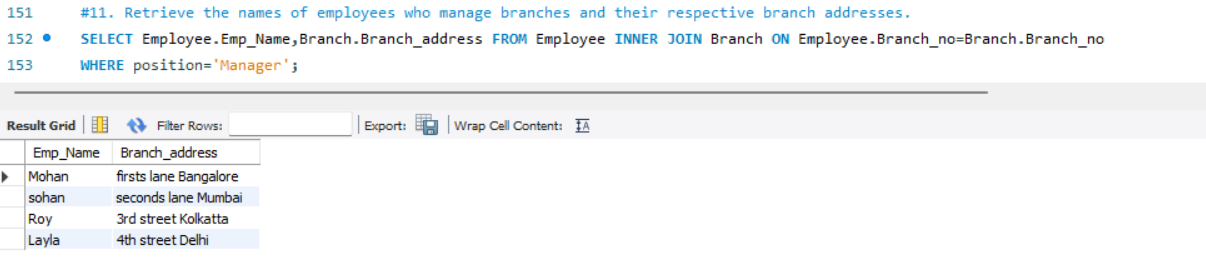 151 #11. Retrieve the names of employees who manage branches and their respective branch addresses.
152 SELECT Employee.Emp_Name,Branch.Branch_address FROM Employee INNER JOIN Branch ON Employee.Branch_no=Branch.Branch_no
153 WHERE position='Manager';
Result Grid Filter Rows: Export: Wrap Cell Content: IA
Emp_Name Branch_address
Mohan firsts lane Bangalore
sohan seconds lane Mumbai
Roy 3rd street Kolkatta
Layla 4th street Delhi